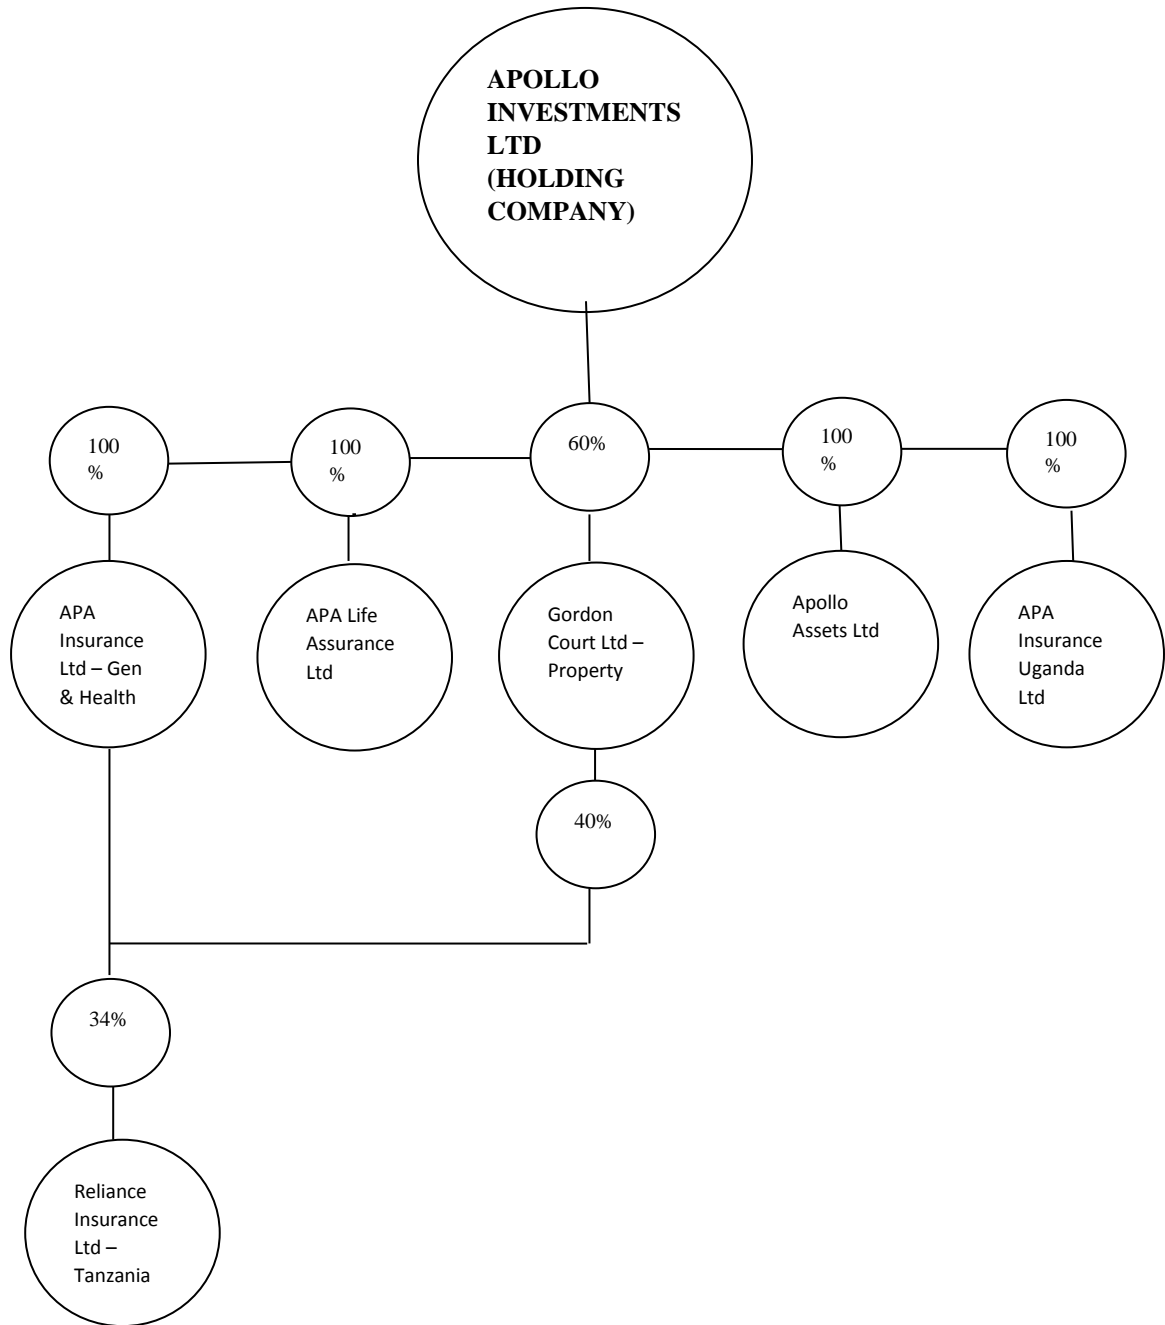 APOLLO
INVESTMENTS
LTD
(HOLDING
COMPANY)
100
%
100
%
60%
100
%
100
%
APA
Insurance
Ltd – Gen
& Health
APA Life
Assurance
Ltd
Gordon
Court Ltd –
Property
Apollo
Assets Ltd
APA
Insurance
Uganda
Ltd
40%
34%
Reliance
Insurance
Ltd –
Tanzania